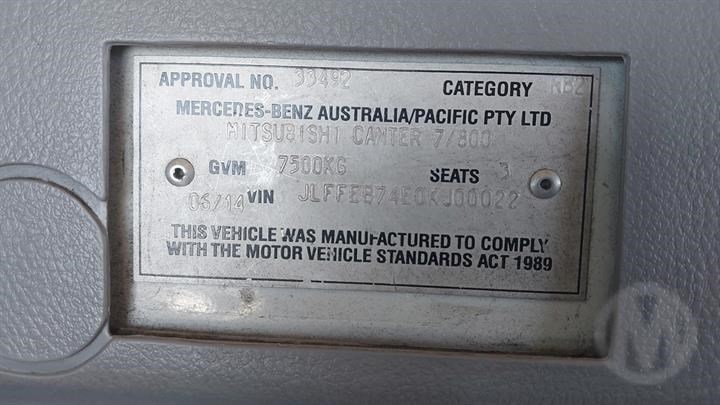 APPROVAL NO. 33492 CATEGORY NB2
MERCEDES-BENZ AUSTRALIA/PACIFIC PTY LTD
MITSUBISHI CANTER 7/800
GVM 7500KG SEATS 3
06/14 VIN JLFFEB74E0KJ00022
THIS VEHICLE WAS MANUFACTURED TO COMPLY
WITH THE MOTOR VEHICLE STANDARDS ACT 1989
M